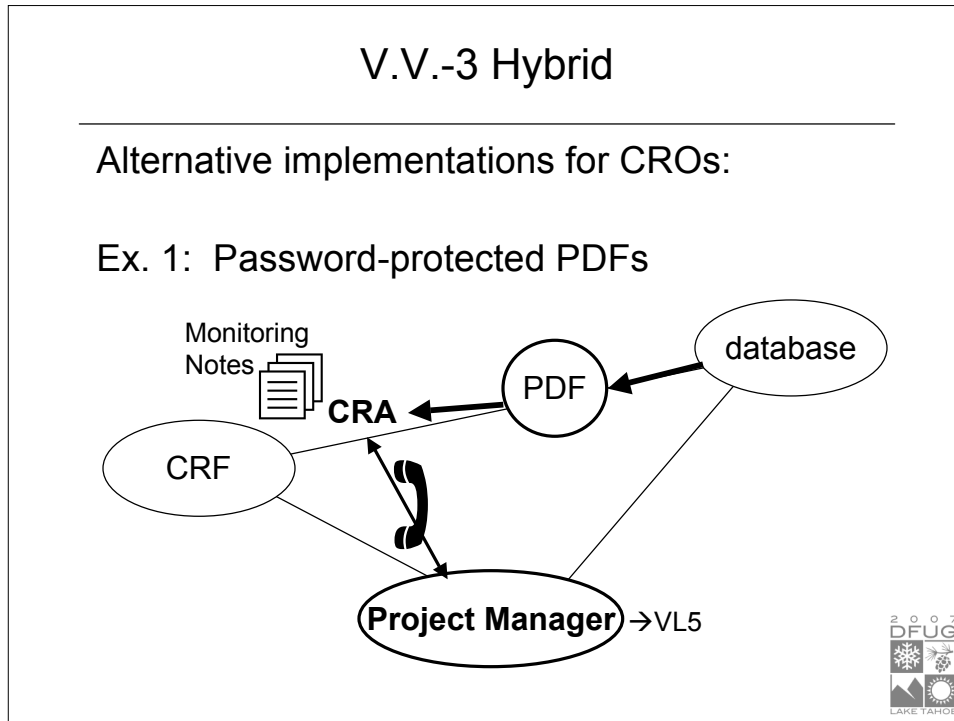 V.V.-3 Hybrid
Alternative implementations for CROs:
Ex. 1: Password-protected PDFs
Monitoring
Notes
CRA
PDF
database
CRF
Project Manager
→VL5
2007
DFUG
LAKE TAHOE